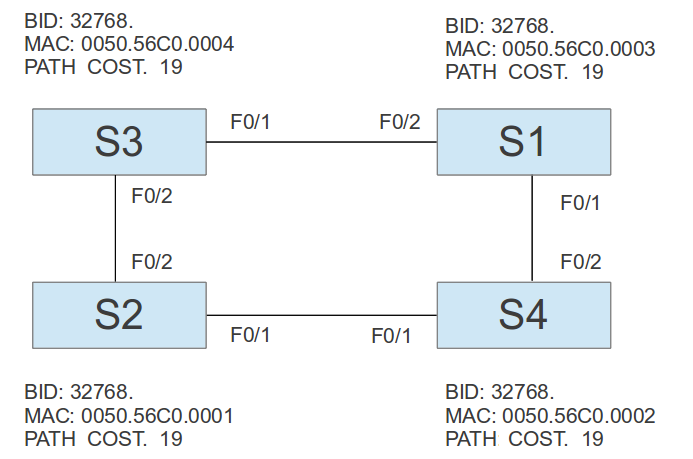 BID: 32768.
MAC: 0050.56C0.0004
PATH COST. 19
BID: 32768.
MAC: 0050.56C0.0003
PATH COST. 19
S3
F0/1
F0/2
S1
F0/2
F0/1
F0/2
F0/2
S2
F0/1
F0/1
S4
BID: 32768.
MAC: 0050.56C0.0001
PATH COST. 19
BID: 32768.
MAC: 0050.56C0.0002
PATH COST. 19